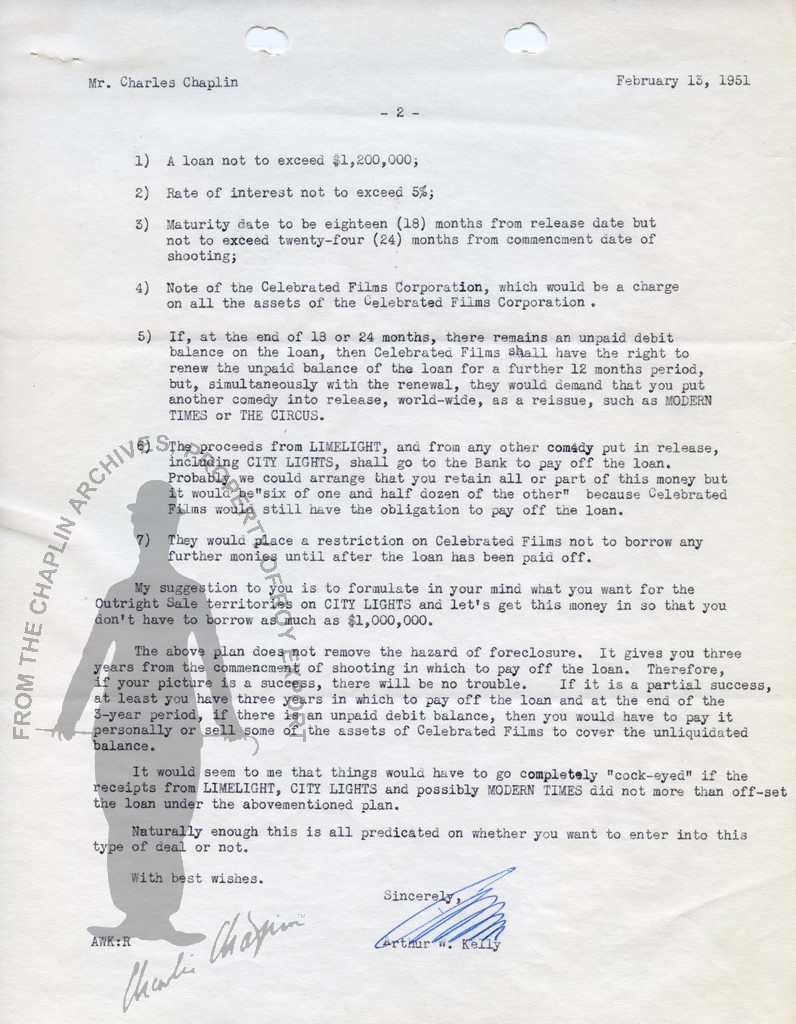 Mr. Charles Chaplin February 13, 1951
- 2 -
1) A loan not to exceed $1,200,000;
2) Rate of interest not to exceed 5%;
3) Maturity date to be eighteen (18) months from release date but
not to exceed twenty-four (24) months from commencment date of
shooting;
4) Note of the Celebrated Films Corporation, which would be a charge
on all the assets of the Celebrated Films Corporation .
5) If, at the end of 18 or 24 months, there remains an unpaid debit
balance on the loan, then Celebrated Films shall have the right to
renew the unpaid balance of the loan for a further 12 months period,
but, simultaneously with the renewal, they would demand that you put
another comedy into release, world-wide, as a reissue, such as MODERN
TIMES or THE CIRCUS.
6) The proceeds from LIMELIGHT, and from any other comedy put in release,
including CITY LIGHTS, shall go to the Bank to pay off the loan.
Probably we could arrange that you retain all or part of this money but
it would be"six of one and half dozen of the other" because Celebrated
Films would still have the obligation to pay off the loan.
7) They would place a restriction on Celebrated Films not to borrow any
further monies until after the loan has been paid off.
My suggestion to you is to formulate in your mind what you want for the
Outright Sale territories on CITY LIGHTS and let's get this money in so that you
don't have to borrow as much as $1,000,000.
The above plan does not remove the hazard of foreclosure. It gives you three
years from the commencement of shooting in which to pay off the loan. Therefore,
if your picture is a success, there will be no trouble. If it is a partial success,
at least you have three years in which to pay off the loan and at the end of the
3-year period, if there is an unpaid debit balance, then you would have to pay it
personally or sell some of the assets of Celebrated Films to cover the unliquidated
balance.
It would seem to me that things would have to go completely "cock-eyed" if the
receipts from LIMELIGHT, CITY LIGHTS and possibly MODERN TIMES did not more than off-set
the loan under the abovementioned plan.
Naturally enough this is all predicated on whether you want to enter into this
type of deal or not.
With best wishes.
Sincerely,
AWK:R Arthur W. Kelly
FROM THE CHAPLIN ARCHIVES, PROPERTY OF ROY EXPORT
Charlie Chaplin